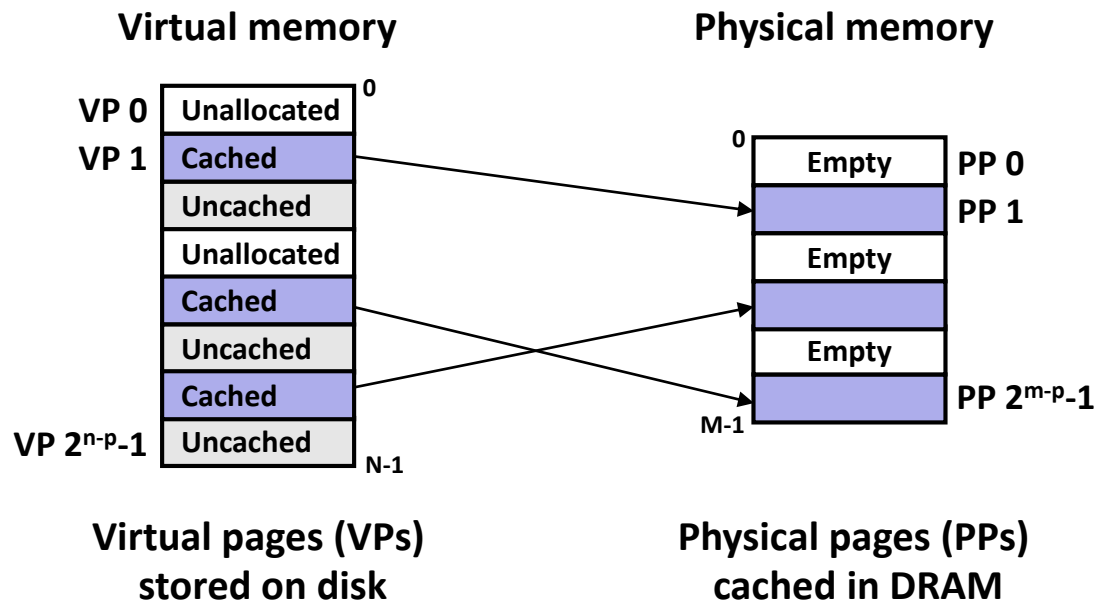 Virtual memory
Physical memory
0
VP 0 Unallocated
VP 1 Cached
Uncached
Unallocated
Cached
Uncached
Cached
VP 2ⁿ⁻ᵖ-1 Uncached
N-1
0
Empty PP 0
PP 1
Empty
Empty
PP 2ᵐ⁻ᵖ-1
M-1
Virtual pages (VPs)
stored on disk
Physical pages (PPs)
cached in DRAM